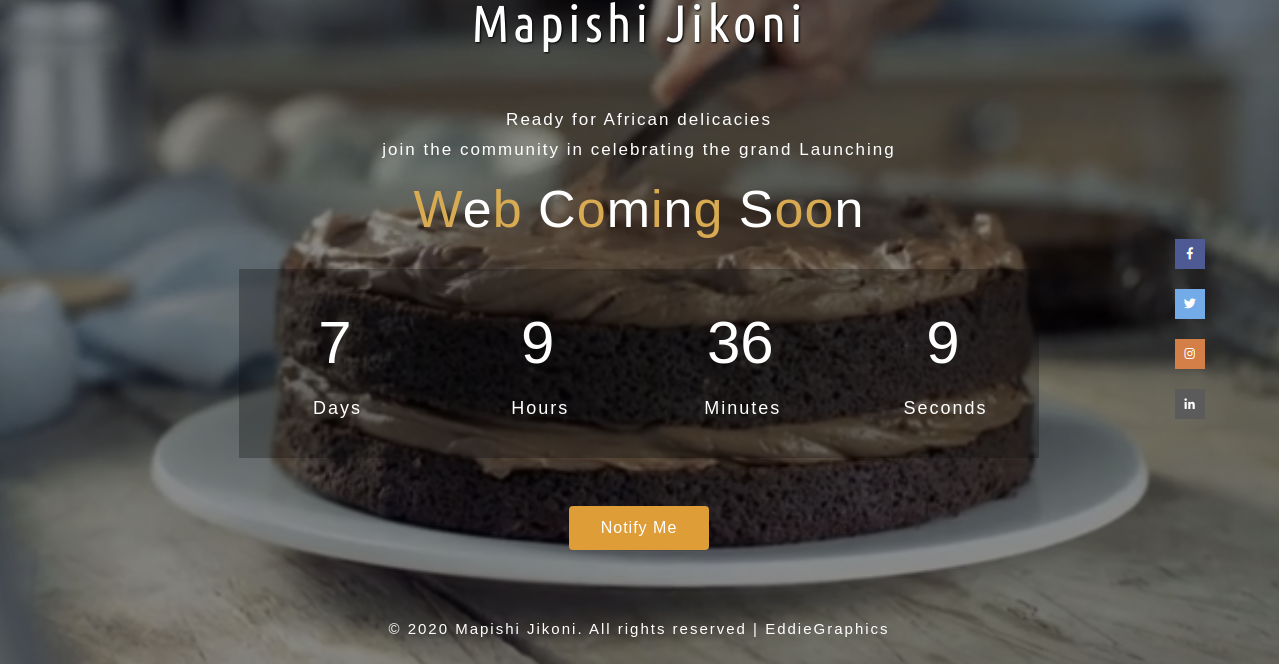 Mapishi Jikoni
Ready for African delicacies
join the community in celebrating the grand Launching
Web Coming Soon
7 9 36 9
Days Hours Minutes Seconds
Notify Me
© 2020 Mapishi Jikoni. All rights reserved | EddieGraphics